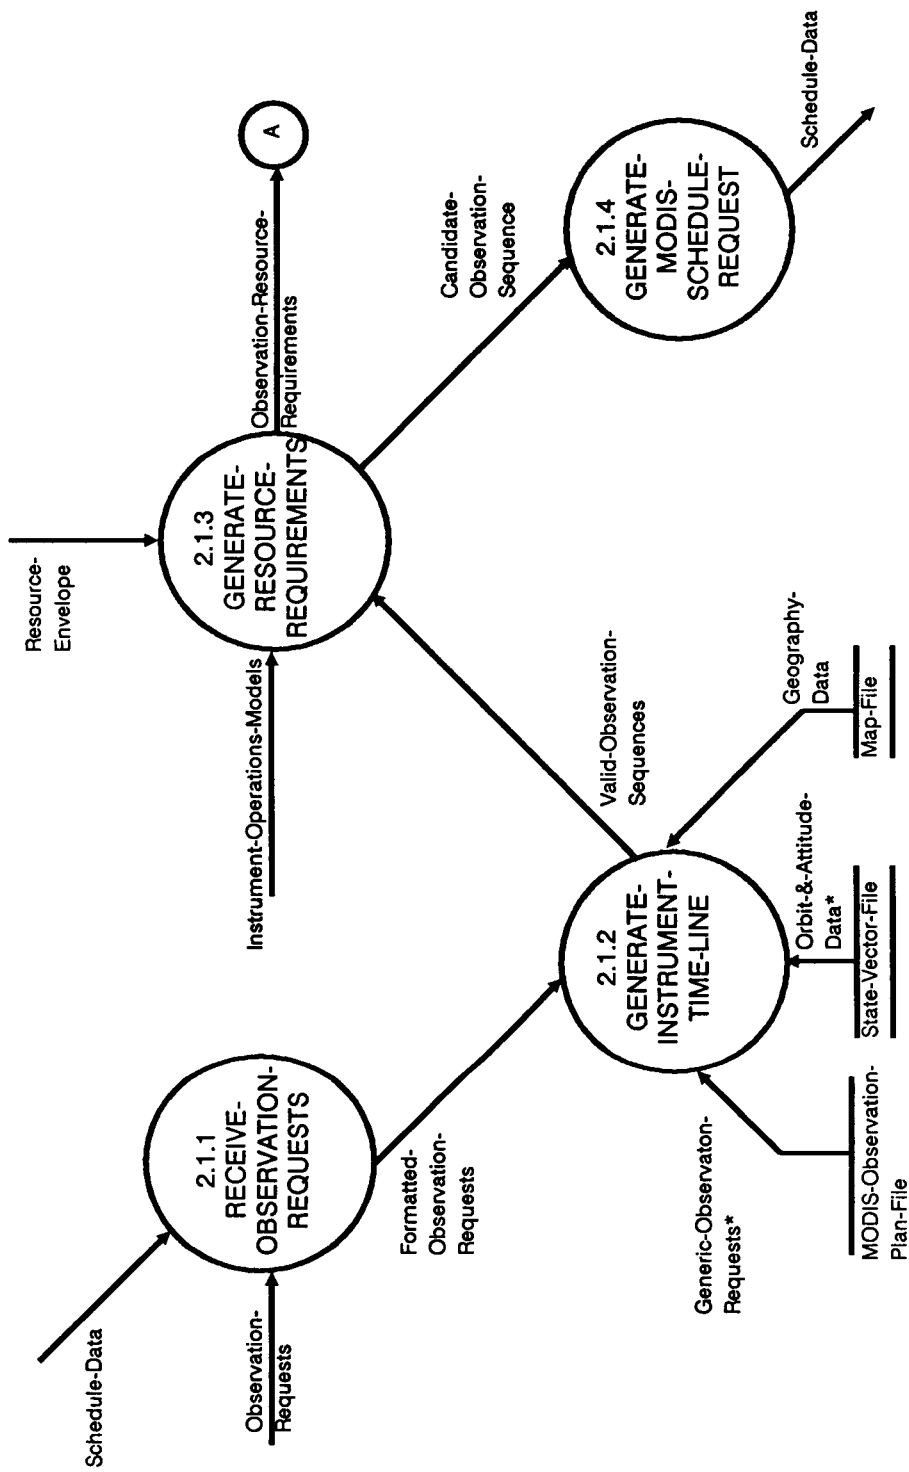 Schedule-Data
Observation-
Requests
2.1.1
RECEIVE-
OBSERVATION-
REQUESTS
Formatted-
Observation-
Requests
Generic-Observaton-
Requests*
MODIS-Observation-
Plan-File
2.1.2
GENERATE-
INSTRUMENT-
TIME-LINE
Orbit-&-Attitude-
Data*
State-Vector-File
Geography-
Data
Map-File
Valid-Observation-
Sequences
Instrument-Operations-Models
Resource-
Envelope
2.1.3
GENERATE-
RESOURCE-
REQUIREMENTS
Observation-Resource-
Requirements
A
Candidate-
Observation-
Sequence
2.1.4
GENERATE-
MODIS-
SCHEDULE-
REQUEST
Schedule-Data